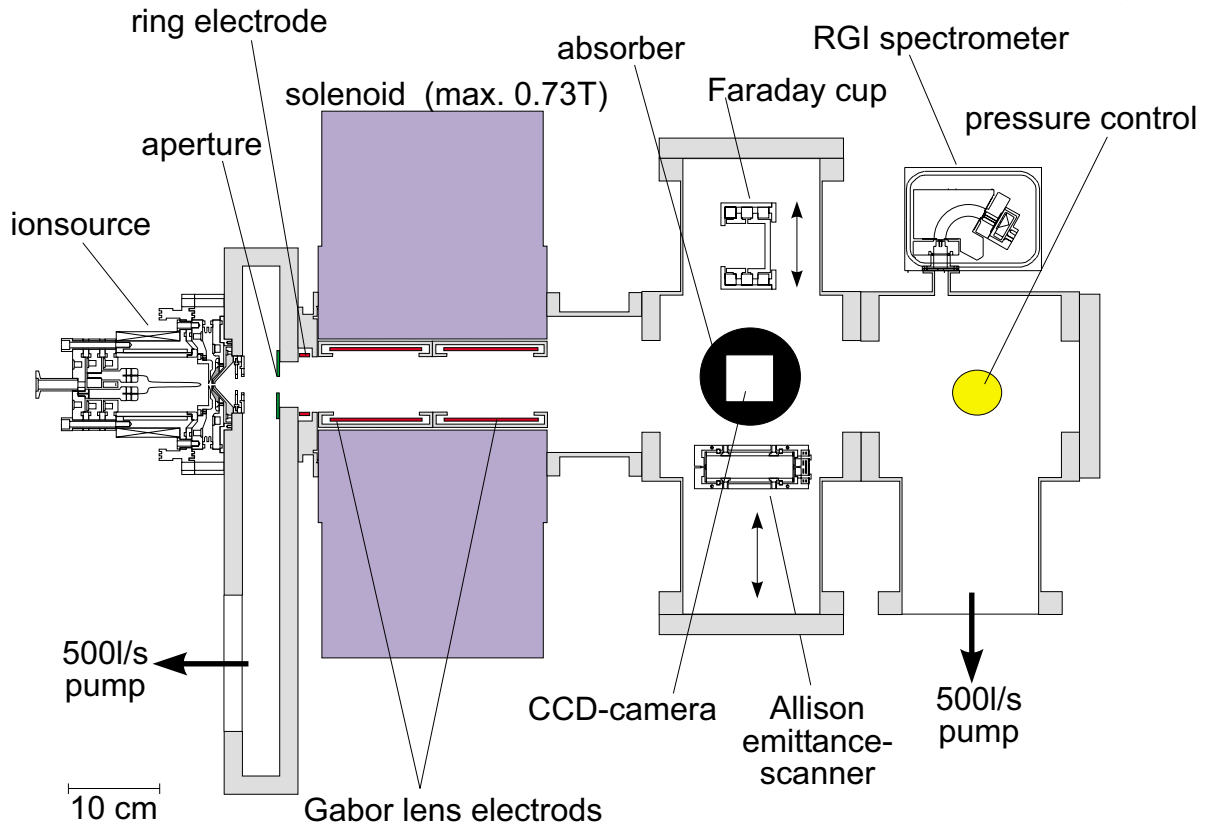 ring electrode
absorber
RGI spectrometer
solenoid (max. 0.73T)
Faraday cup
pressure control
aperture
ionsource
500l/s
pump
CCD-camera
Allison
emittance-
scanner
500l/s
pump
10 cm
Gabor lens electrods